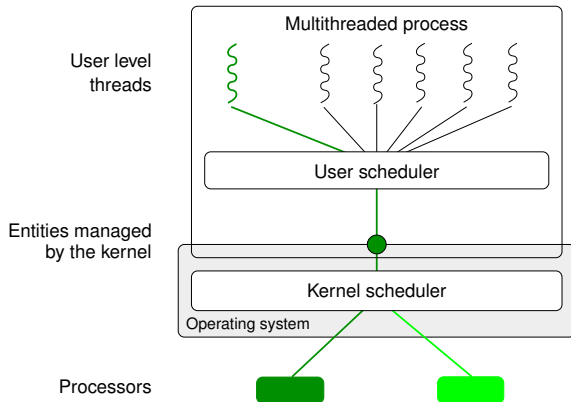 Multithreaded process
User level
threads
User scheduler
Entities managed
by the kernel
Kernel scheduler
Operating system
Processors